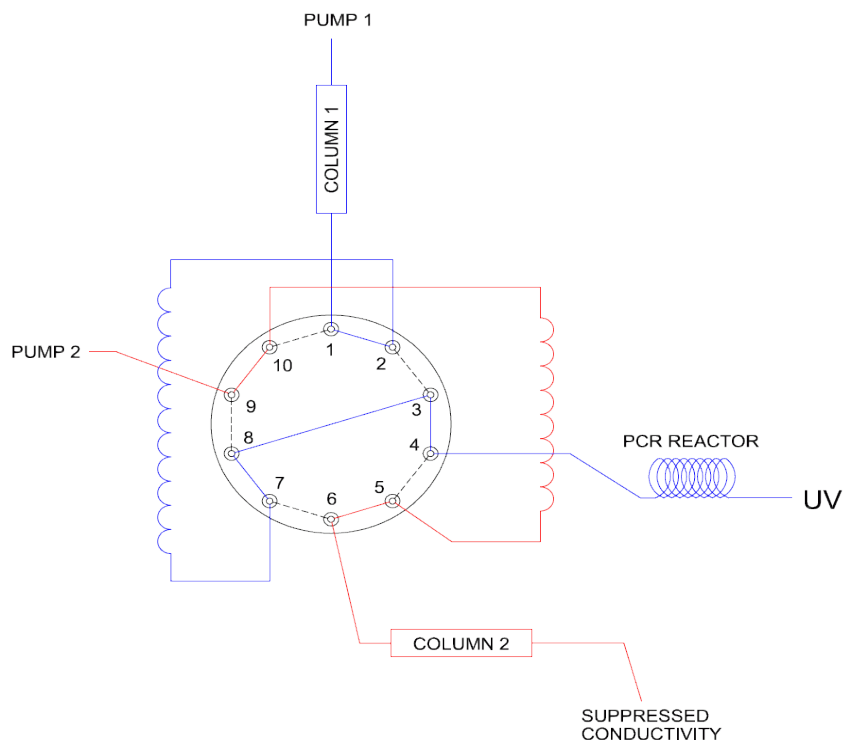 PUMP 1
COLUMN 1
1
10
2
PUMP 2
9
3
8
4
PCR REACTOR
7
6
5
UV
COLUMN 2
SUPPRESSED
CONDUCTIVITY